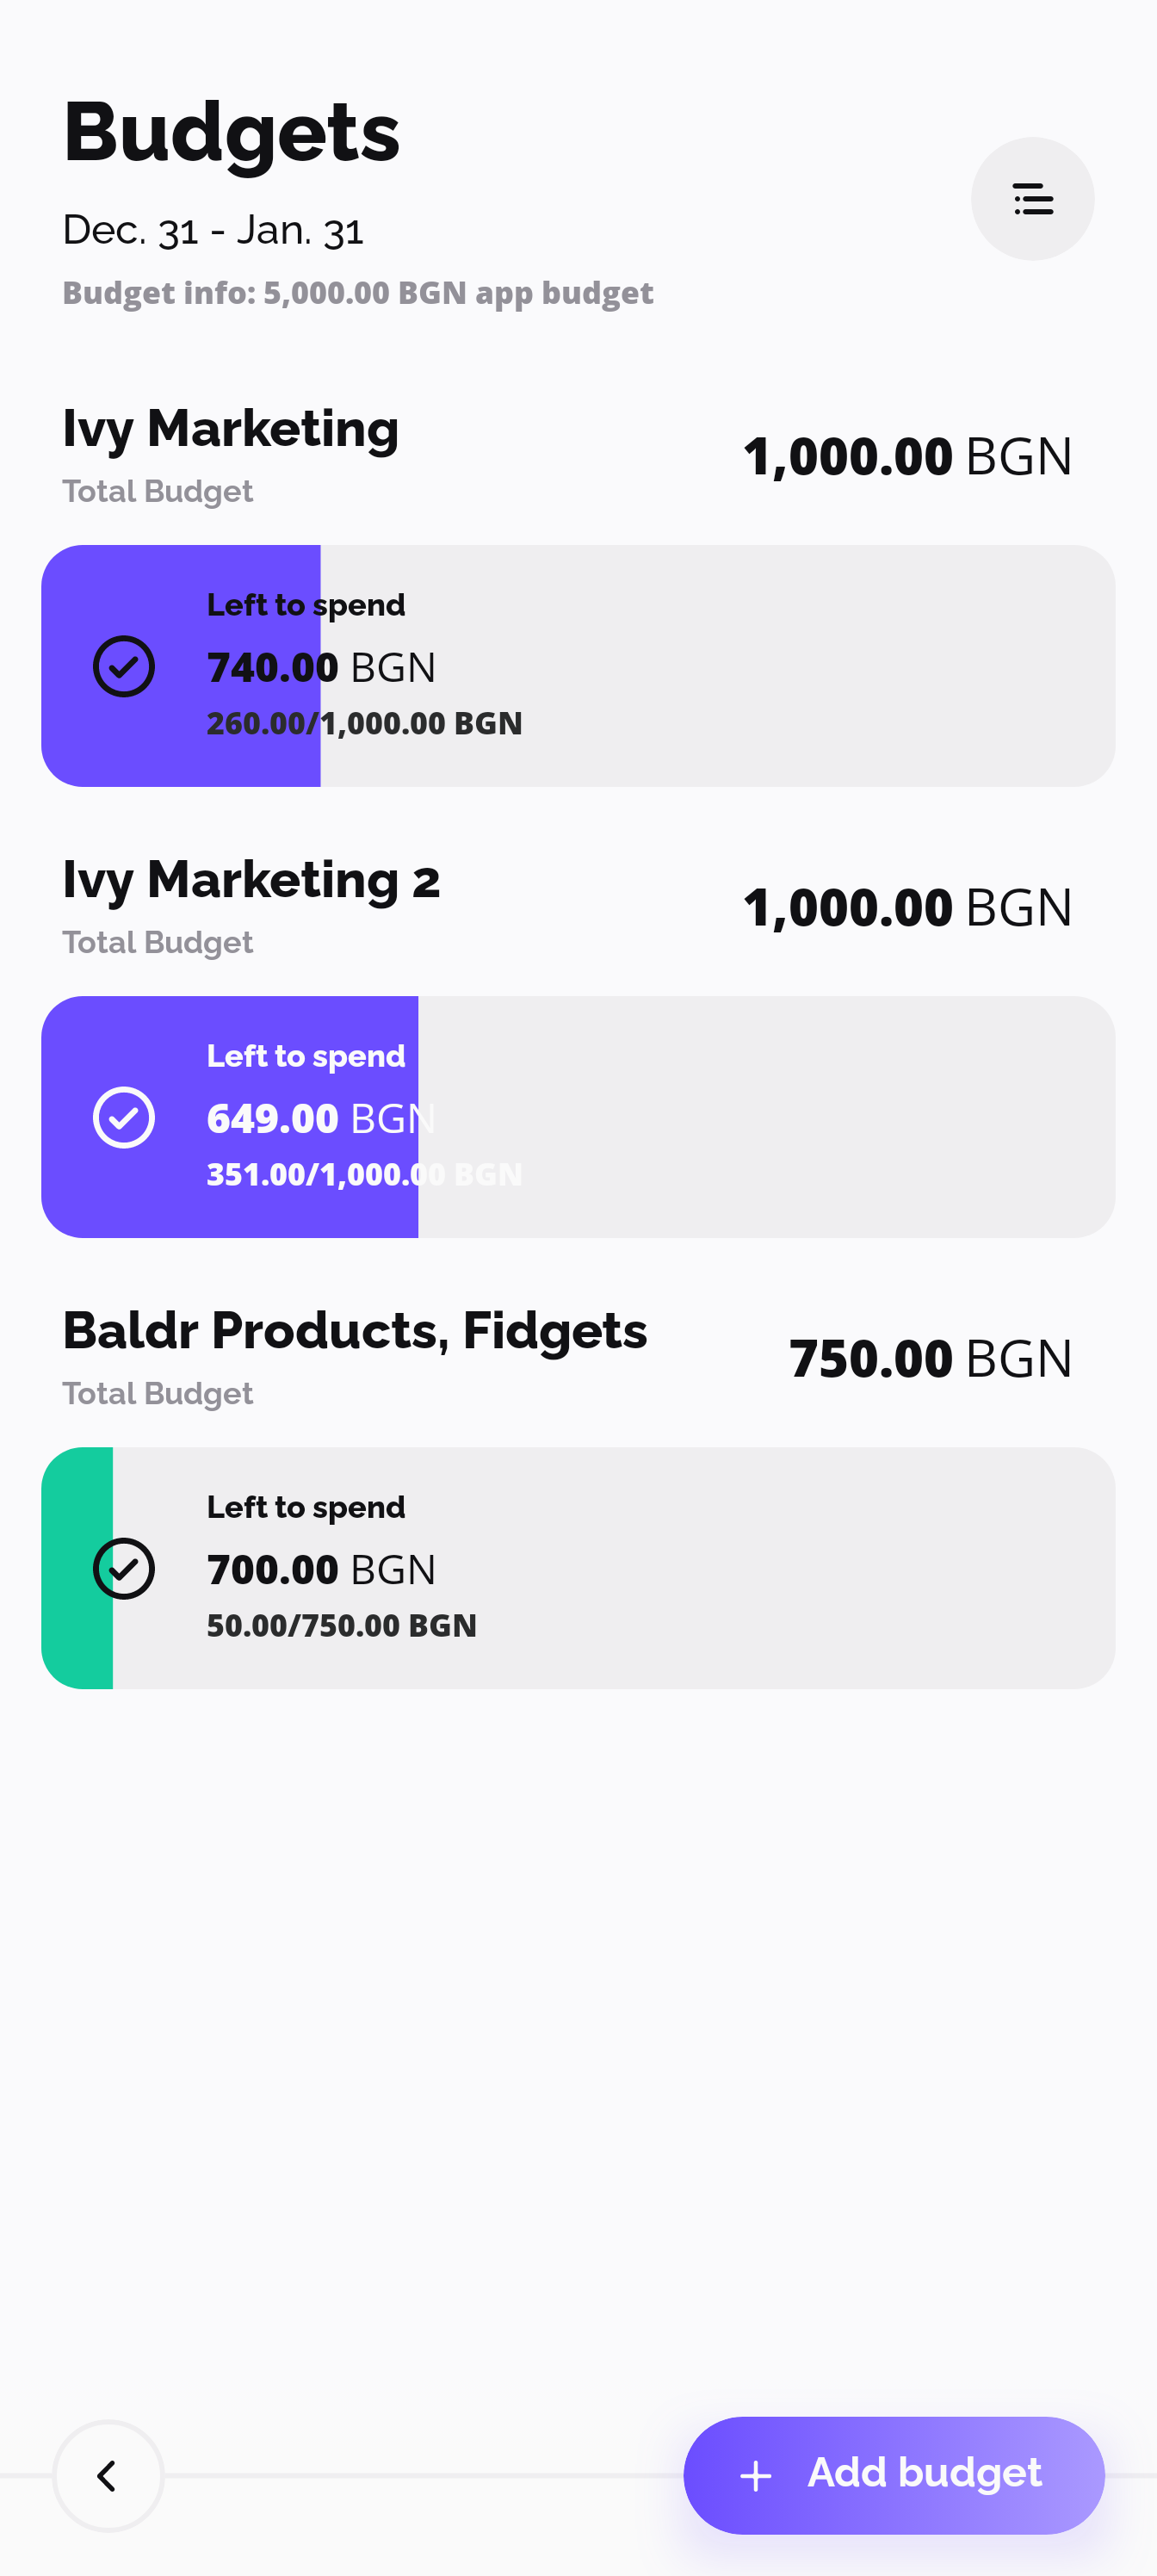 Budgets
Dec. 31 - Jan. 31
Budget info: 5,000.00 BGN app budget
Ivy Marketing
Total Budget
1,000.00 BGN
Left to spend
740.00 BGN
260.00/1,000.00 BGN
Ivy Marketing 2
Total Budget
1,000.00 BGN
Left to spend
649.00 BGN
351.00/1,000.00 BGN
Baldr Products, Fidgets
Total Budget
750.00 BGN
Left to spend
700.00 BGN
50.00/750.00 BGN
Add budget